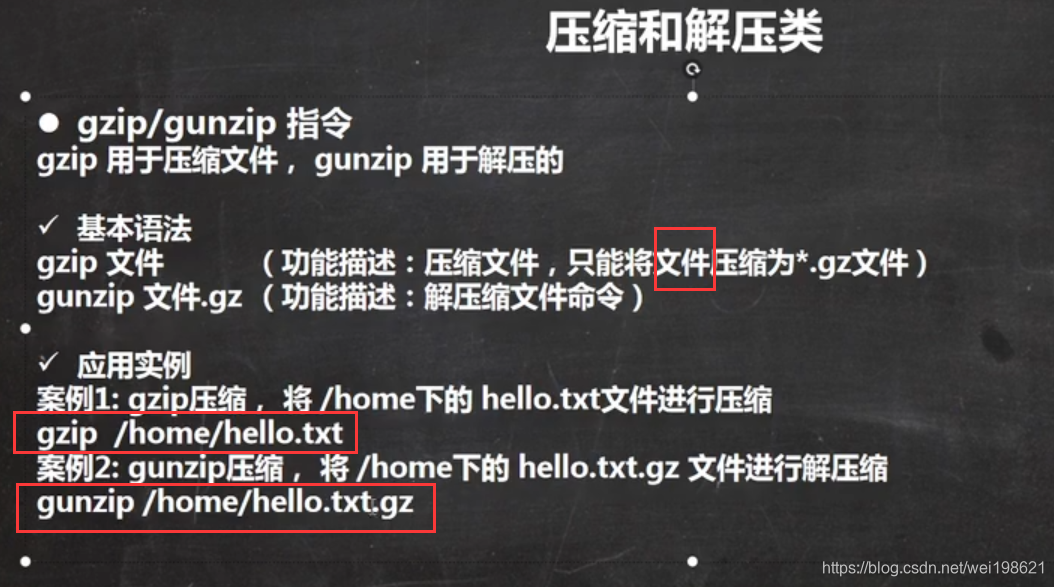 压缩和解压类
● gzip/gunzip 指令
gzip 用于压缩文件， gunzip 用于解压的
✓ 基本语法
gzip 文件 （功能描述：压缩文件，只能将文件压缩为*.gz文件）
gunzip 文件.gz （功能描述：解压缩文件命令）
✓ 应用实例
案例1: gzip压缩， 将 /home下的 hello.txt文件进行压缩
gzip /home/hello.txt
案例2: gunzip压缩， 将 /home下的 hello.txt.gz 文件进行解压缩
gunzip /home/hello.txt.gz
https://blog.csdn.net/wei198621